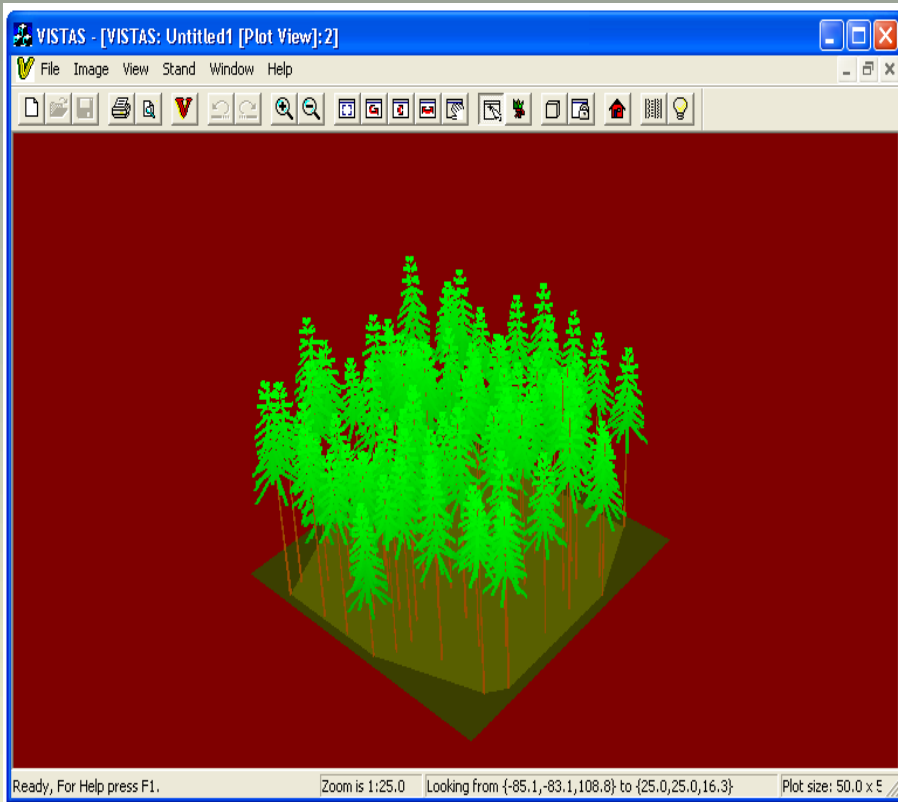 VISTAS - [VISTAS: Untitled1 [Plot View]:2]
File Image View Stand Window Help
Ready, For Help press F1. Zoom is 1:25.0 Looking from {-85.1,-83.1,108.8} to {25.0,25.0,16.3} Plot size: 50.0 x